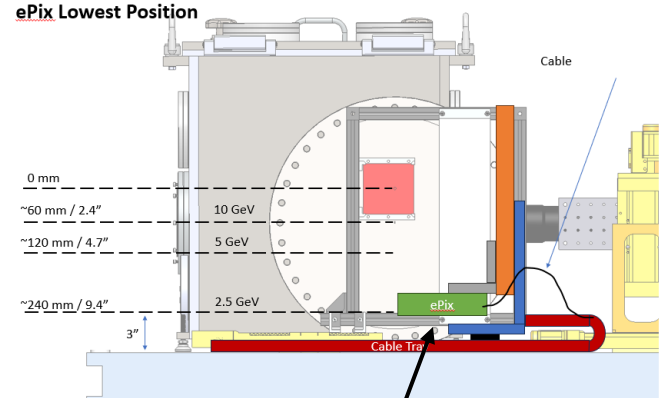 ePix Lowest Position
Cable
0 mm
~60 mm / 2.4”
10 GeV
~120 mm / 4.7”
5 GeV
~240 mm / 9.4”
2.5 GeV
ePix
3”
Cable Tra